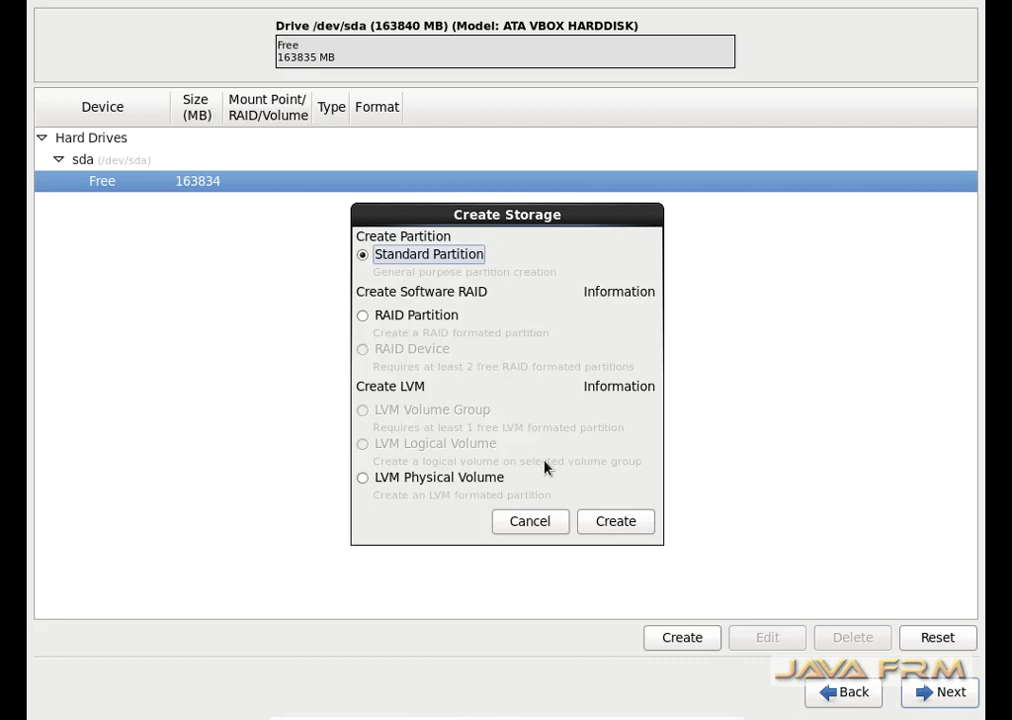 Drive /dev/sda (163840 MB) (Model: ATA VBOX HARDDISK)
Free
163835 MB
Device
Size
(MB)
Mount Point/
RAID/Volume
Type
Format
Hard Drives
sda (/dev/sda)
Free 163834
Create Storage
Create Partition
Standard Partition
General purpose partition creation
Create Software RAID Information
RAID Partition
Create a RAID formated partition
RAID Device
Requires at least 2 free RAID formated partitions
Create LVM Information
LVM Volume Group
Requires at least 1 free LVM formated partition
LVM Logical Volume
Create a logical volume on selected volume group
LVM Physical Volume
Create an LVM formated partition
Cancel Create
Create Edit Delete Reset
JAVA FRM
Back Next